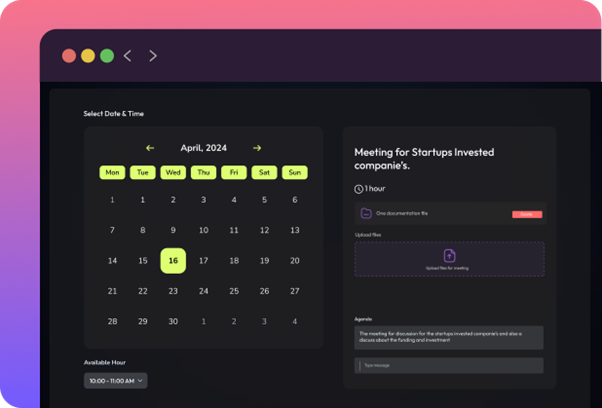 Select Date & Time
April, 2024
Mon Tue Wed Thu Fri Sat Sun
1 1 2 3 4 5 6
7 8 9 10 11 12 13
14 15 16 17 18 19 20
21 22 23 24 25 26 27
28 29 30 1 2 3 4
Available Hour
10:00 - 11:00 AM
Meeting for Startups Invested
companie's.
1 hour
One documentation file
Upload files
Upload files for meeting
Agenda:
The meeting for discussion for the startups invested companie's and also a
discuss about the funding and investment
Type message